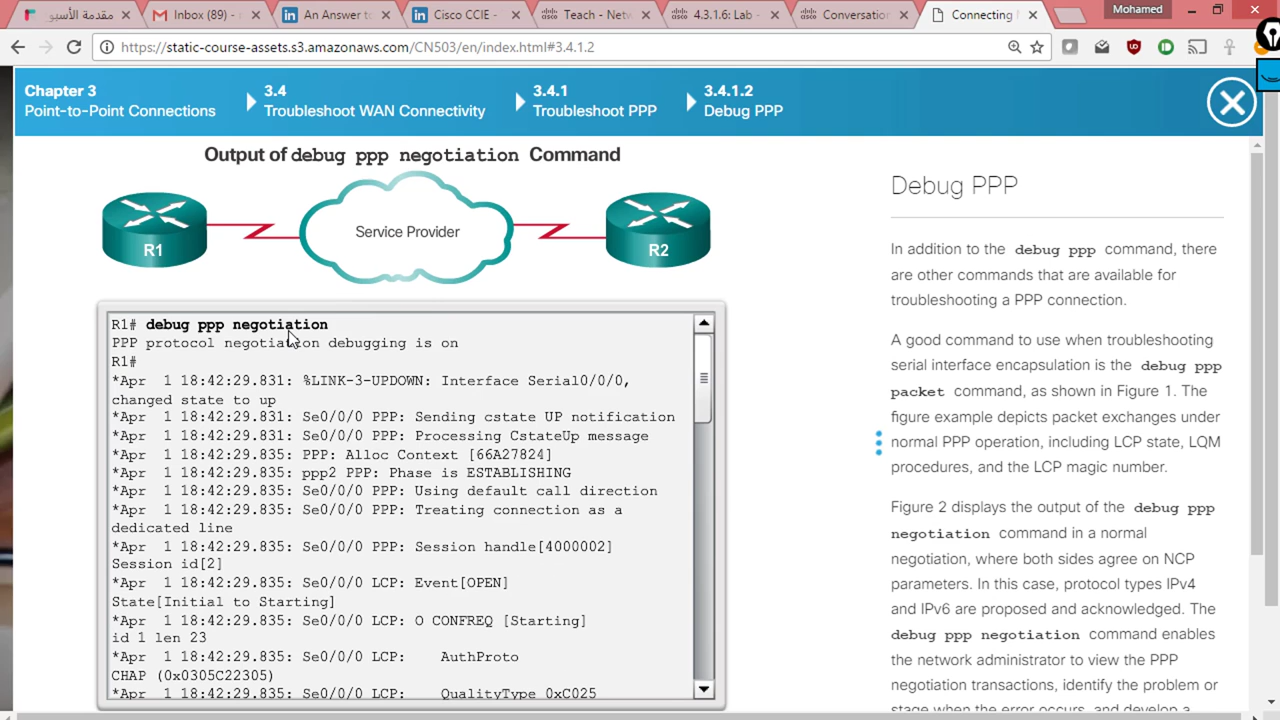 مقدمة الأسبو
Inbox (89) - r
An Answer to
Cisco CCIE -
Teach - Netw
4.3.1.6: Lab -
Conversation
Connecting
Mohamed
https://static-course-assets.s3.amazonaws.com/CN503/en/index.html#3.4.1.2
Chapter 3
Point-to-Point Connections
3.4
Troubleshoot WAN Connectivity
3.4.1
Troubleshoot PPP
3.4.1.2
Debug PPP
Output of debug ppp negotiation Command
R1
Service Provider
R2
R1# debug ppp negotiation
PPP protocol negotiation debugging is on
R1#
*Apr 1 18:42:29.831: %LINK-3-UPDOWN: Interface Serial0/0/0,
changed state to up
*Apr 1 18:42:29.831: Se0/0/0 PPP: Sending cstate UP notification
*Apr 1 18:42:29.831: Se0/0/0 PPP: Processing CstateUp message
*Apr 1 18:42:29.835: PPP: Alloc Context [66A27824]
*Apr 1 18:42:29.835: ppp2 PPP: Phase is ESTABLISHING
*Apr 1 18:42:29.835: Se0/0/0 PPP: Using default call direction
*Apr 1 18:42:29.835: Se0/0/0 PPP: Treating connection as a
dedicated line
*Apr 1 18:42:29.835: Se0/0/0 PPP: Session handle[4000002]
Session id[2]
*Apr 1 18:42:29.835: Se0/0/0 LCP: Event[OPEN]
State[Initial to Starting]
*Apr 1 18:42:29.835: Se0/0/0 LCP: O CONFREQ [Starting]
id 1 len 23
*Apr 1 18:42:29.835: Se0/0/0 LCP: AuthProto
CHAP (0x0305C22305)
*Apr 1 18:42:29.835: Se0/0/0 LCP: QualityType 0xC025
Debug PPP
In addition to the debug ppp command, there
are other commands that are available for
troubleshooting a PPP connection.
A good command to use when troubleshooting
serial interface encapsulation is the debug ppp
packet command, as shown in Figure 1. The
figure example depicts packet exchanges under
normal PPP operation, including LCP state, LQM
procedures, and the LCP magic number.
Figure 2 displays the output of the debug ppp
negotiation command in a normal
negotiation, where both sides agree on NCP
parameters. In this case, protocol types IPv4
and IPv6 are proposed and acknowledged. The
debug ppp negotiation command enables
the network administrator to view the PPP
negotiation transactions, identify the problem or
stage when the error occurs, and develop a